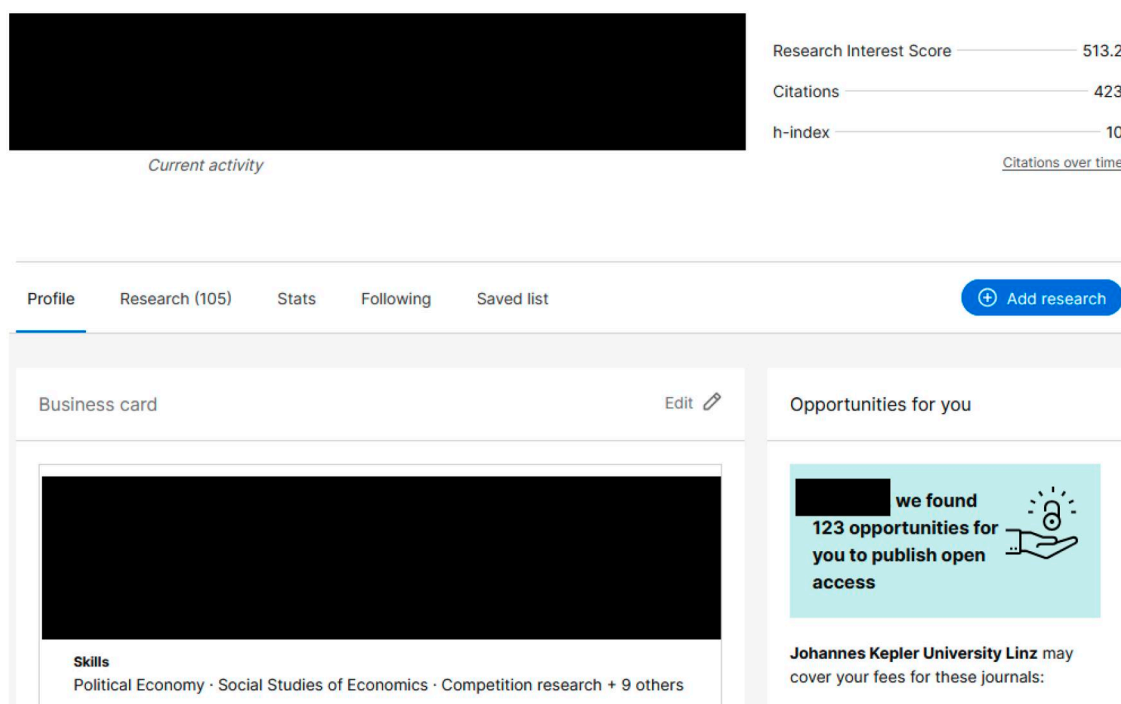 Research Interest Score 513.2
Citations 423
h-index 10
Current activity
Citations over time
Profile Research (105) Stats Following Saved list Add research
Business card Edit
Opportunities for you
we found
123 opportunities for
you to publish open
access
Skills
Political Economy · Social Studies of Economics · Competition research + 9 others
Johannes Kepler University Linz may
cover your fees for these journals: